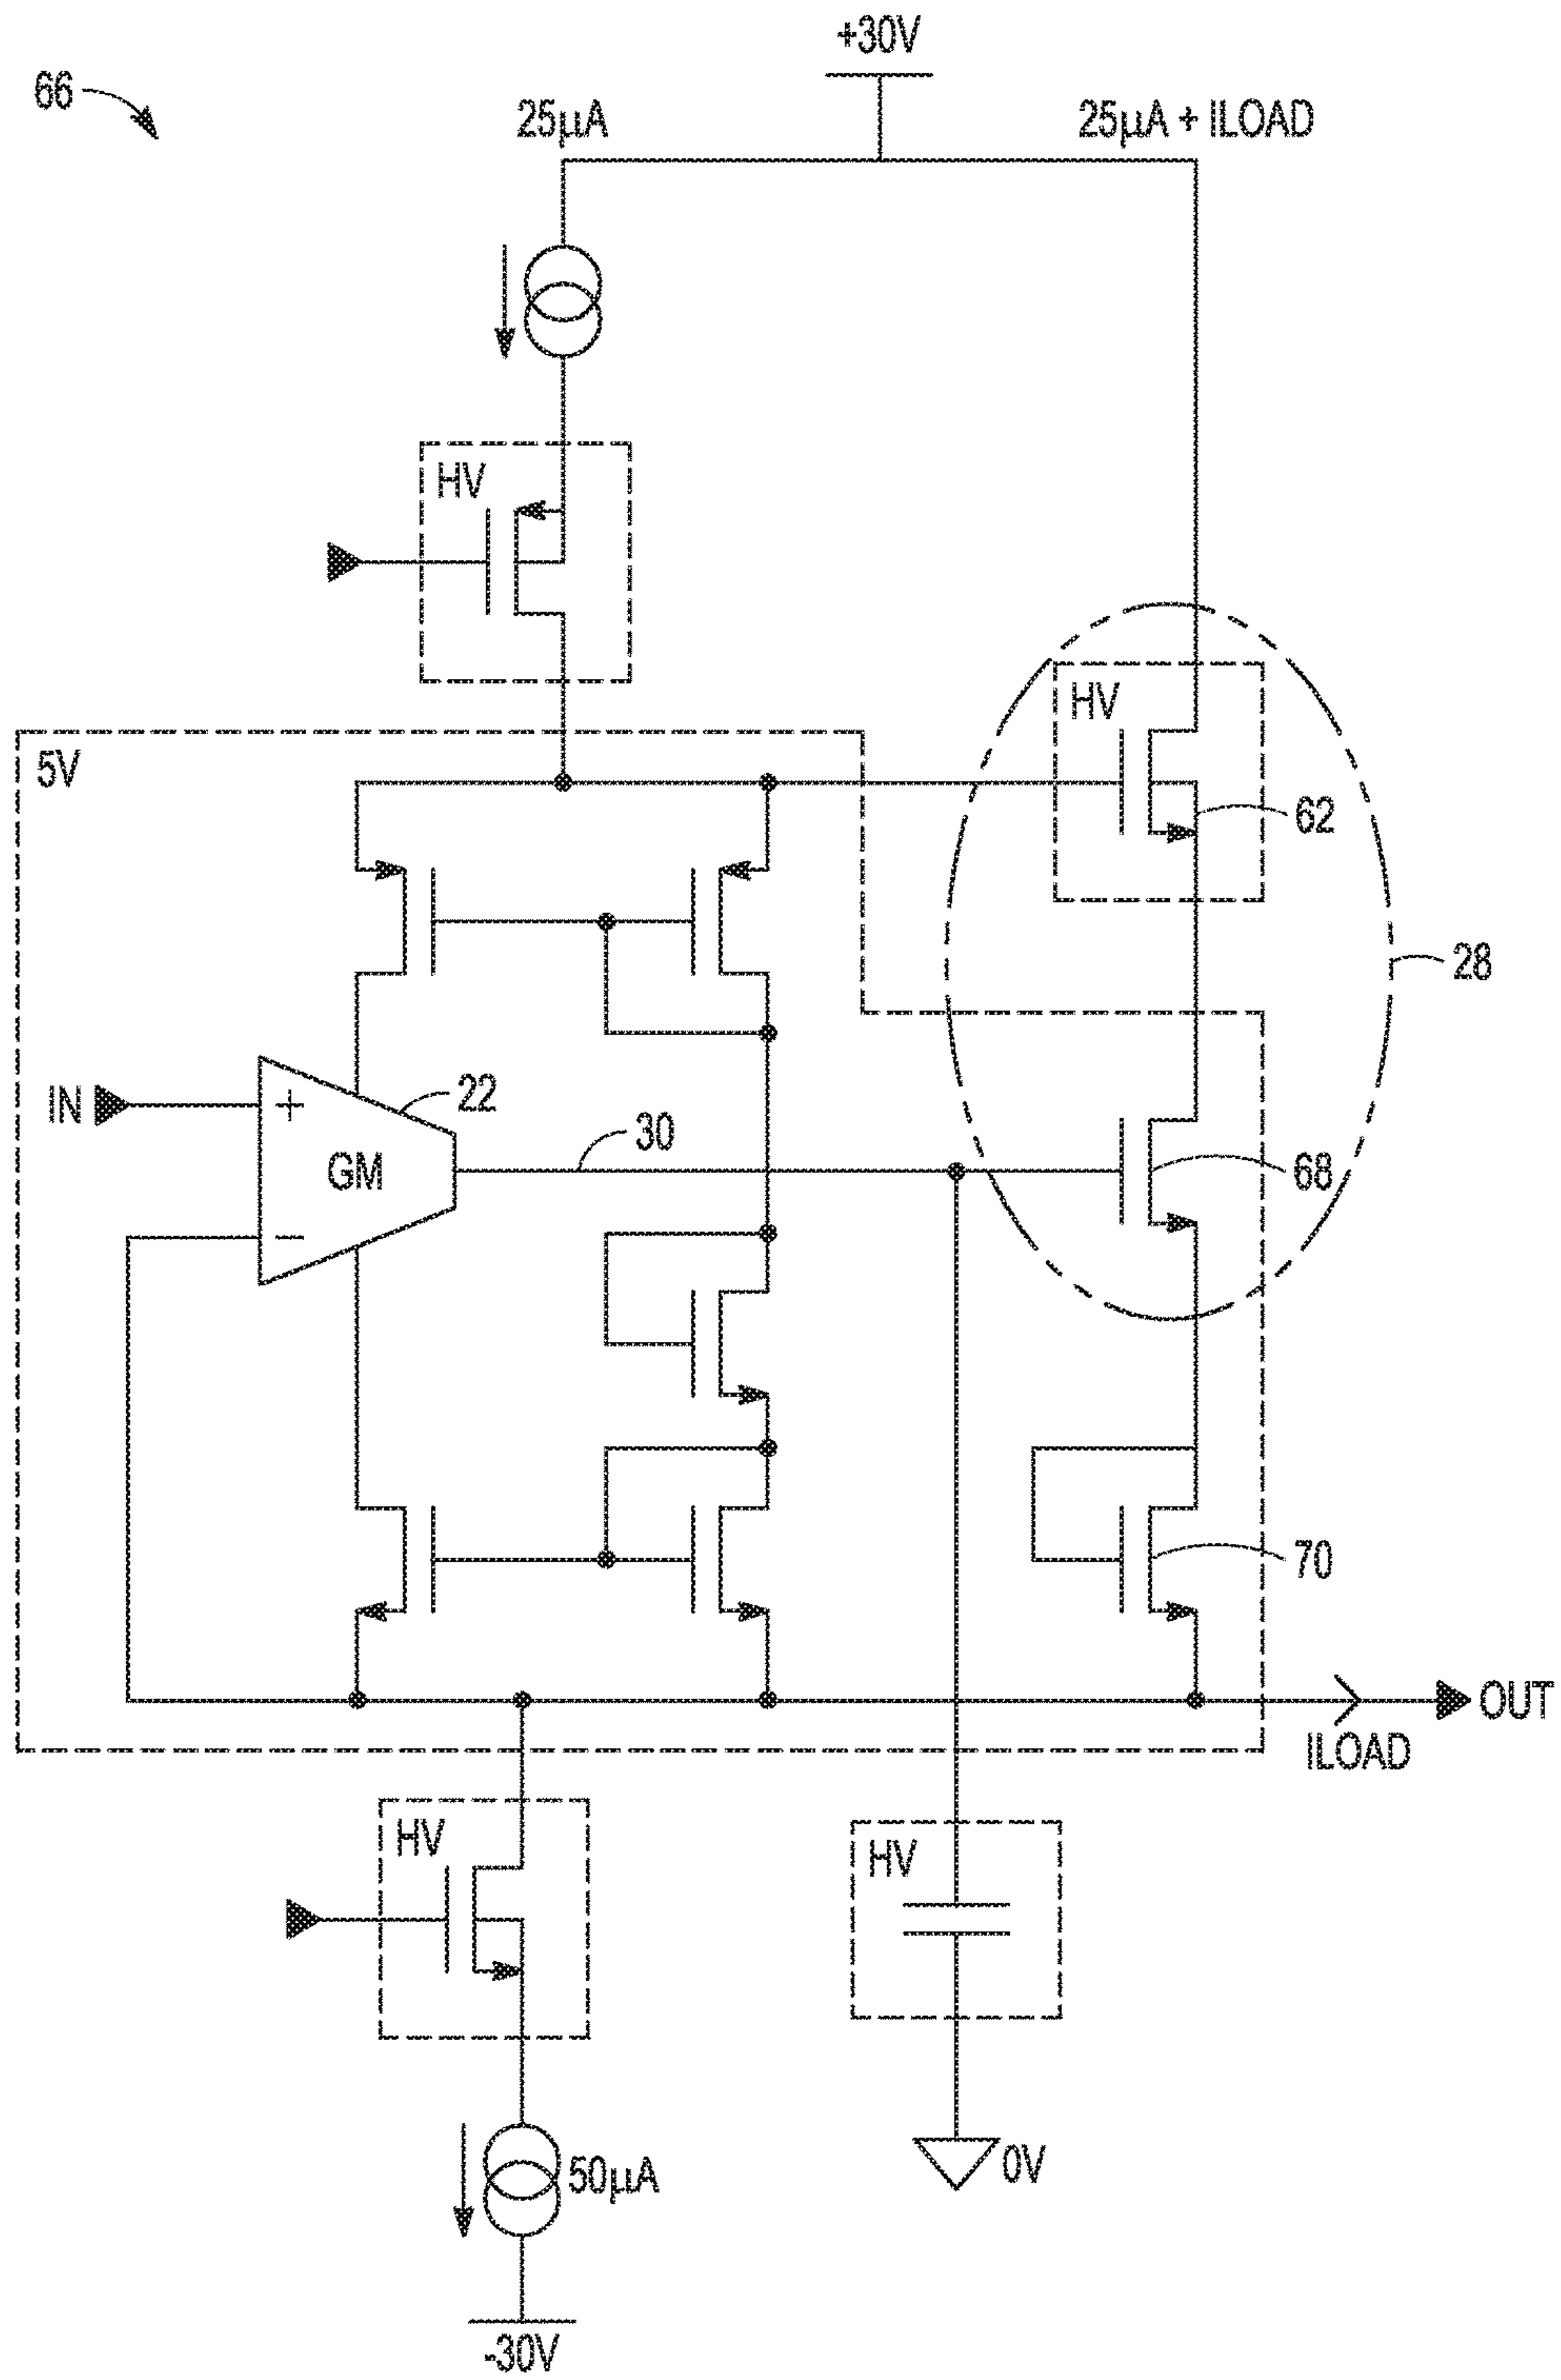 +30V
66
25μA
25μA + ILOAD
HV
HV
5V
62
28
IN
+
22
30
GM
68
−
70
OUT
ILOAD
HV
HV
50μA
0V
-30V